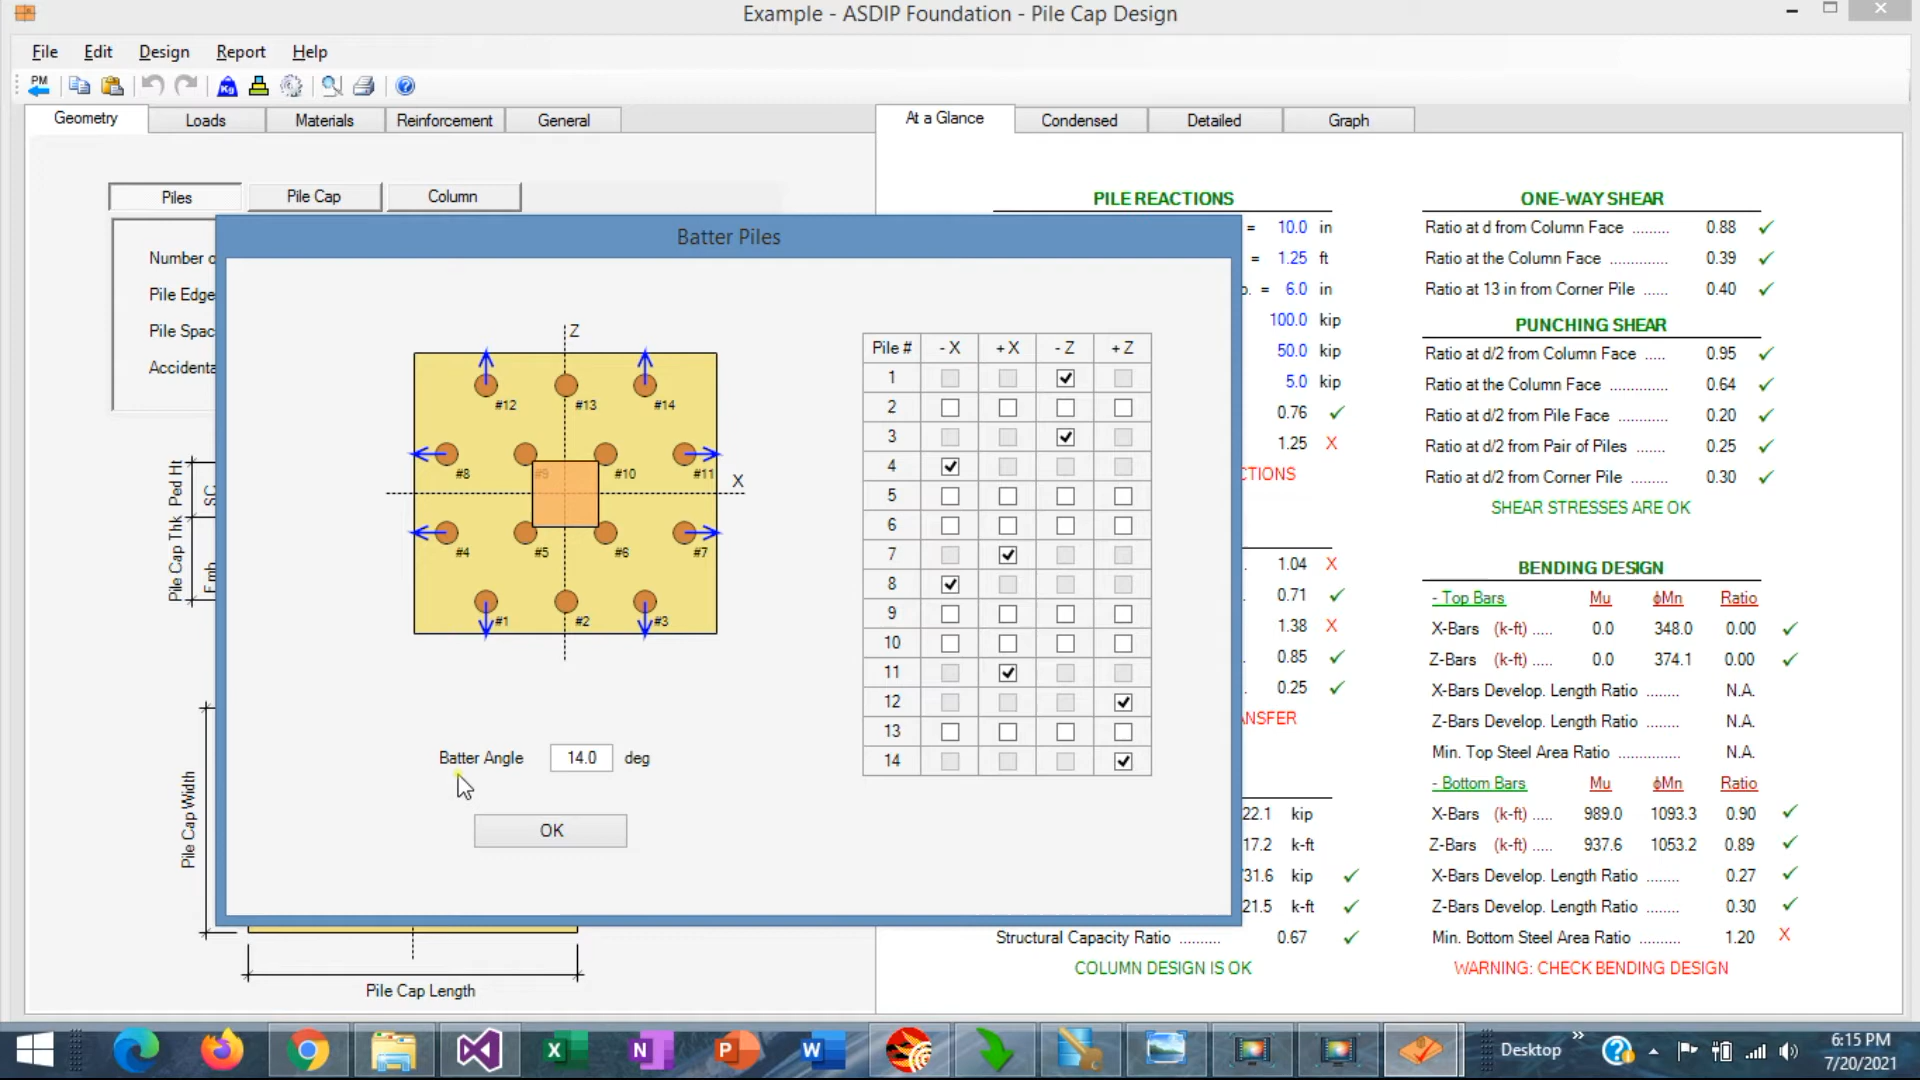 Example - ASDIP Foundation - Pile Cap Design
File Edit Design Report Help
PM
Kg
Geometry Loads Materials Reinforcement General
At a Glance Condensed Detailed Graph
Piles Pile Cap Column
Number o
Pile Edge
Pile Spac
Accidenta
Ped Ht
SC
Pile Cap Thk
Emb
Pile Cap Width
Pile Cap Length
Batter Piles
Z
#12 #13 #14
#8 #9 #10 #11
X
#4 #5 #6 #7
#1 #2 #3
Batter Angle 14.0 deg
OK
Pile # - X + X - Z + Z
1
2
3
4
5
6
7
8
9
10
11
12
13
14
PILE REACTIONS
= 10.0 in
= 1.25 ft
o. = 6.0 in
100.0 kip
50.0 kip
5.0 kip
0.76 ✓
1.25 X
CTIONS
. 1.04 X
. 0.71 ✓
. 1.38 X
. 0.85 ✓
. 0.25 ✓
NSFER
22.1 kip
17.2 k-ft
731.6 kip ✓
21.5 k-ft ✓
Structural Capacity Ratio .......... 0.67 ✓
COLUMN DESIGN IS OK
ONE-WAY SHEAR
Ratio at d from Column Face ......... 0.88 ✓
Ratio at the Column Face ............. 0.39 ✓
Ratio at 13 in from Corner Pile ...... 0.40 ✓
PUNCHING SHEAR
Ratio at d/2 from Column Face ..... 0.95 ✓
Ratio at the Column Face ............. 0.64 ✓
Ratio at d/2 from Pile Face .......... 0.20 ✓
Ratio at d/2 from Pair of Piles ....... 0.25 ✓
Ratio at d/2 from Corner Pile ........ 0.30 ✓
SHEAR STRESSES ARE OK
BENDING DESIGN
- Top Bars Mu ϕMn Ratio
X-Bars (k-ft) ..... 0.0 348.0 0.00 ✓
Z-Bars (k-ft) ..... 0.0 374.1 0.00 ✓
X-Bars Develop. Length Ratio ........ N.A.
Z-Bars Develop. Length Ratio ........ N.A.
Min. Top Steel Area Ratio .............. N.A.
- Bottom Bars Mu ϕMn Ratio
X-Bars (k-ft) ..... 989.0 1093.3 0.90 ✓
Z-Bars (k-ft) ..... 937.6 1053.2 0.89 ✓
X-Bars Develop. Length Ratio ........ 0.27 ✓
Z-Bars Develop. Length Ratio ........ 0.30 ✓
Min. Bottom Steel Area Ratio .......... 1.20 X
WARNING: CHECK BENDING DESIGN
Desktop
6:15 PM
7/20/2021